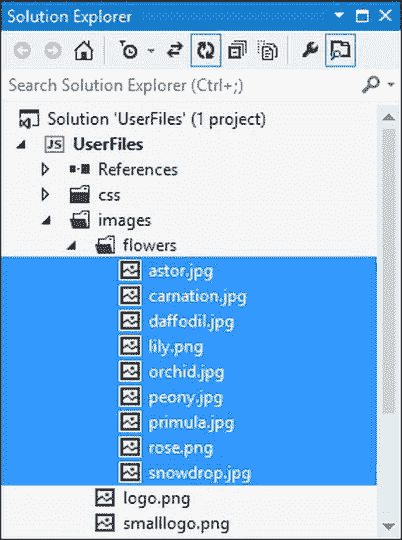 Solution Explorer
Search Solution Explorer (Ctrl+;)
Solution 'UserFiles' (1 project)
JS UserFiles
References
css
images
flowers
astor.jpg
carnation.jpg
daffodil.jpg
lily.png
orchid.jpg
peony.jpg
primula.jpg
rose.png
snowdrop.jpg
logo.png
smalllogo.png